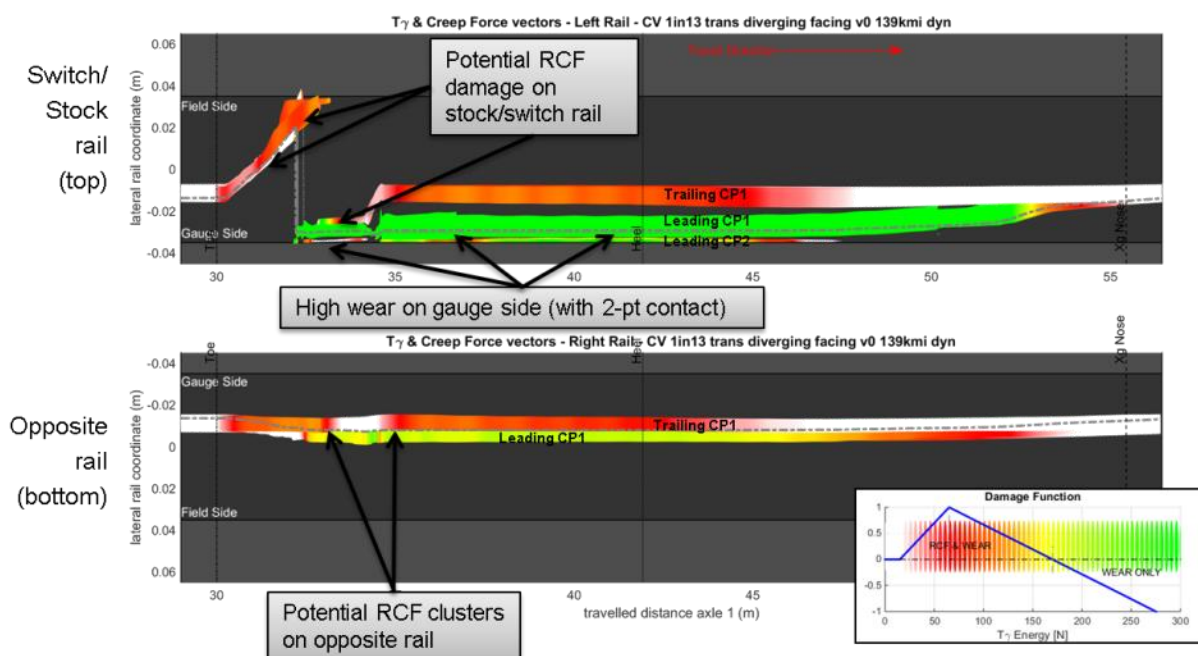 Tγ & Creep Force vectors - Left Rail - CV 1in13 trans diverging facing v0 139kmi dyn
Switch/
Stock
rail
(top)
lateral rail coordinate (m)
0.06
0.04
0.02
0
-0.02
-0.04
Field Side
Gauge Side
Potential RCF
damage on
stock/switch rail
Trailing CP1
Leading CP1
Leading CP2
Heel
Xg Nose
30
35
40
45
50
55
High wear on gauge side (with 2-pt contact)
Tγ & Creep Force vectors - Right Rail - CV 1in13 trans diverging facing v0 139kmi dyn
Opposite
rail
(bottom)
lateral rail coordinate (m)
-0.04
-0.02
0
0.02
0.04
0.06
Toe
Xg Nose
Gauge Side
Field Side
Trailing CP1
Leading CP1
30
40
45
travelled distance axle 1 (m)
Potential RCF clusters
on opposite rail
Damage Function
1
0.5
0
-0.5
-1
RCF & WEAR
WEAR ONLY
0
50
100
150
200
250
300
Tγ Energy [N]